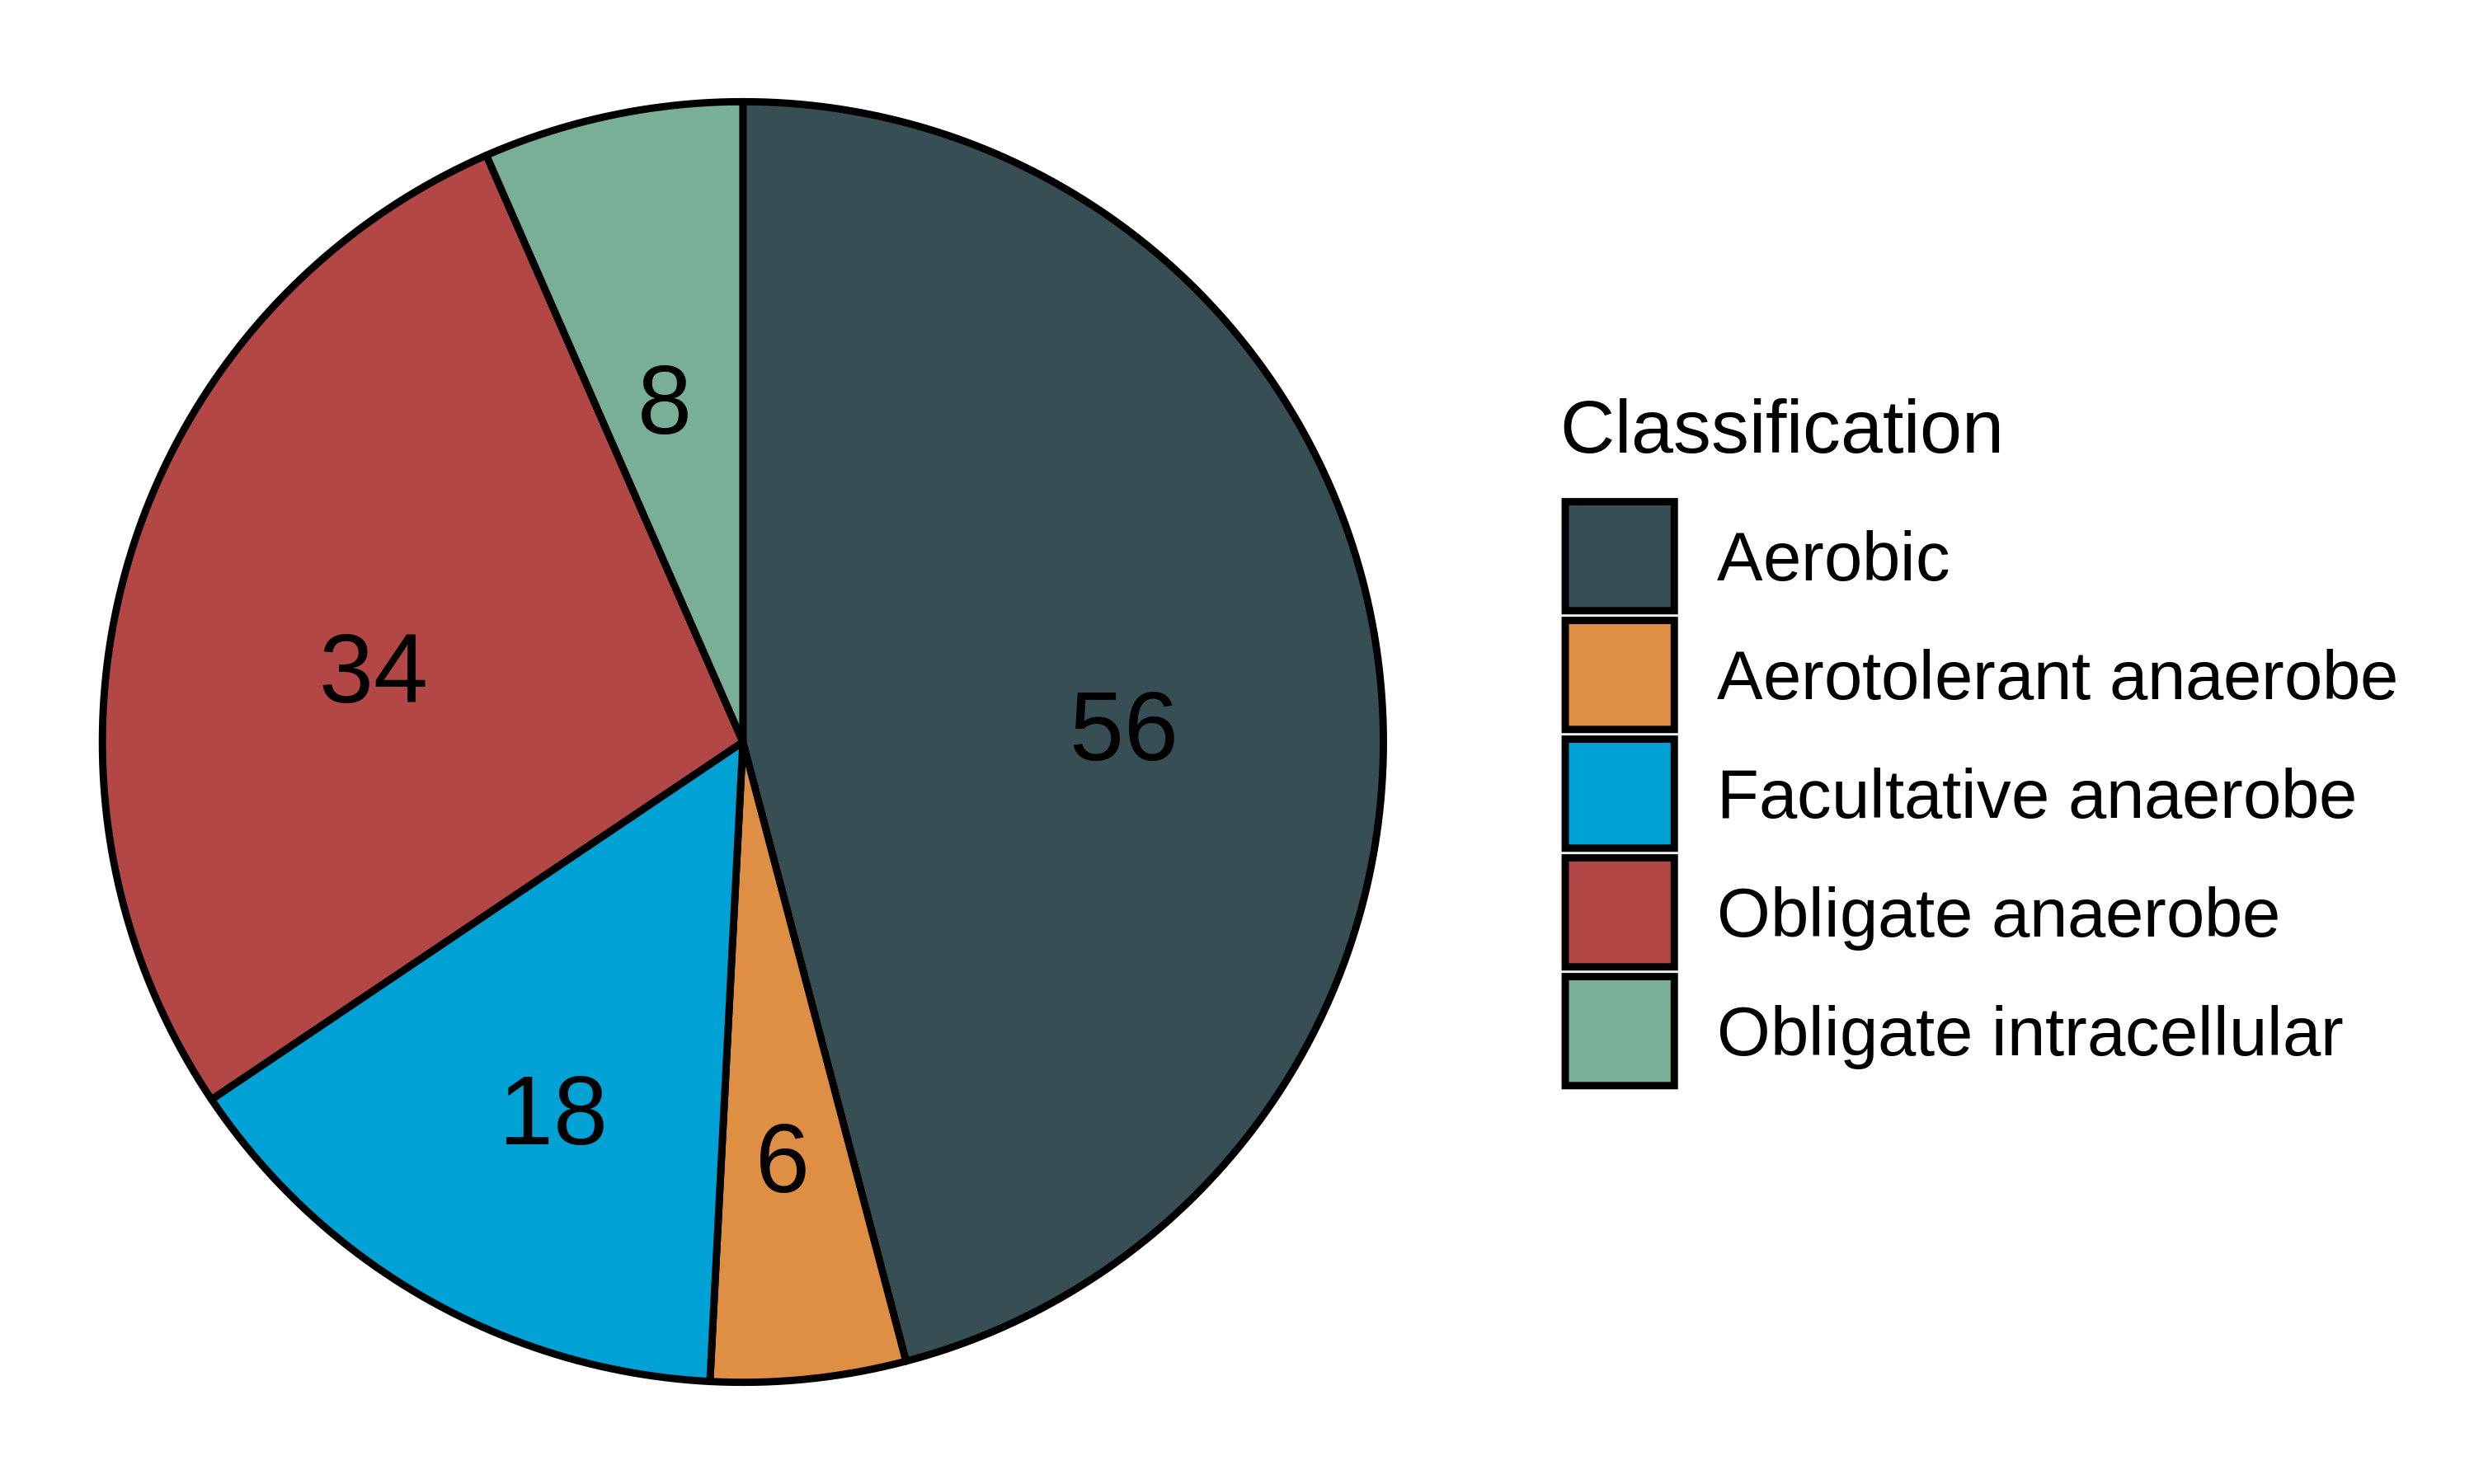 8
34
56
18
6
Classification
Aerobic
Aerotolerant anaerobe
Facultative anaerobe
Obligate anaerobe
Obligate intracellular